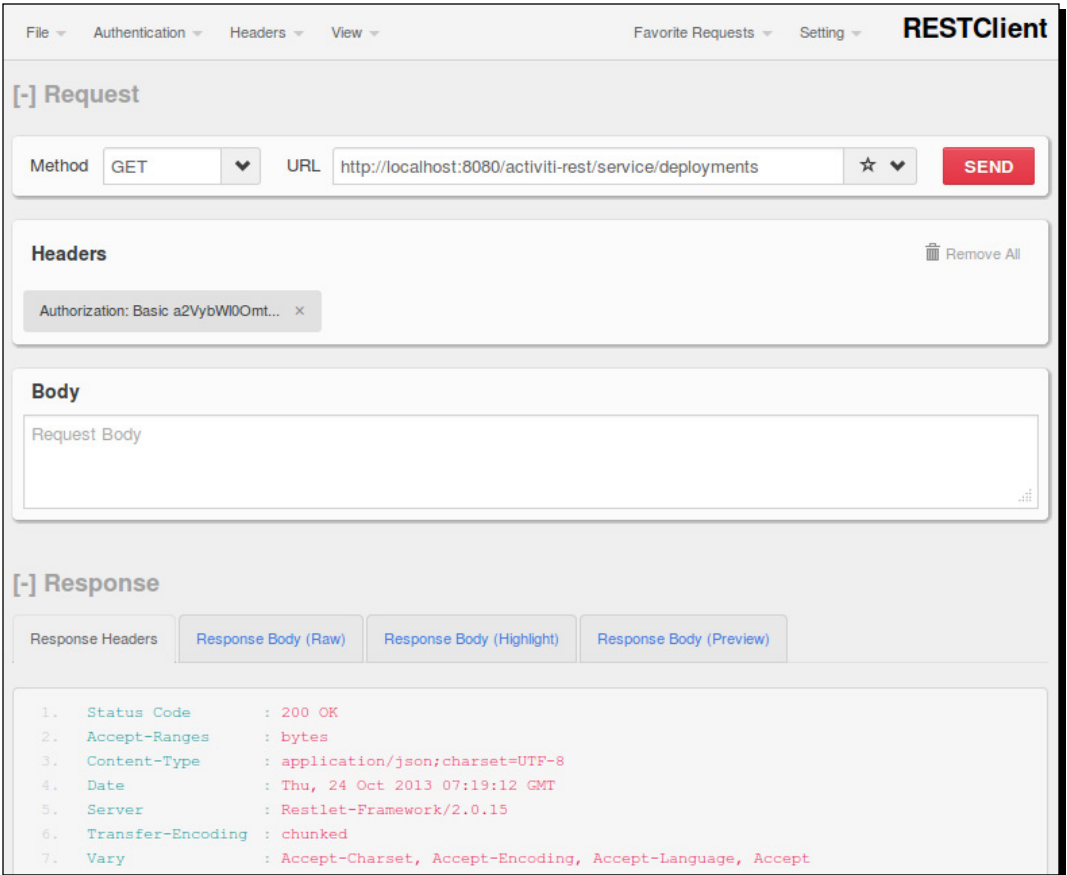 File Authentication Headers View Favorite Requests Setting RESTClient
[-] Request
Method GET URL http://localhost:8080/activiti-rest/service/deployments SEND
Headers Remove All
Authorization: Basic a2VybWl0Omt... ×
Body
Request Body
[-] Response
Response Headers Response Body (Raw) Response Body (Highlight) Response Body (Preview)
1. Status Code : 200 OK
2. Accept-Ranges : bytes
3. Content-Type : application/json;charset=UTF-8
4. Date : Thu, 24 Oct 2013 07:19:12 GMT
5. Server : Restlet-Framework/2.0.15
6. Transfer-Encoding : chunked
7. Vary : Accept-Charset, Accept-Encoding, Accept-Language, Accept